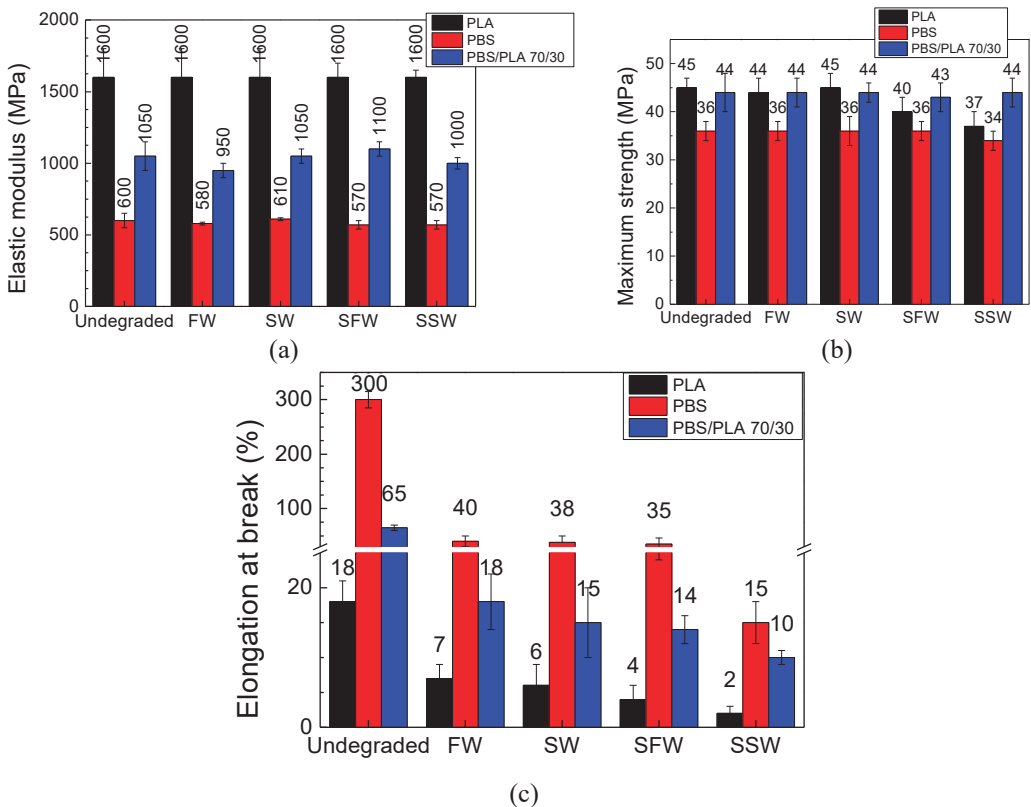 Elastic modulus (MPa)
2000
1500
1000
500
0
PLA
PBS
PBS/PLA 70/30
1600 600 1050
1600 580 950
1600 610 1050
1600 570 1100
1600 570 1000
Undegraded FW SW SFW SSW
(a)
Maximum strength (MPa)
50
40
30
20
10
0
PLA
PBS
PBS/PLA 70/30
45 36 44
44 36 44
45 36 44
40 36 43
37 34 44
Undegraded FW SW SFW SSW
(b)
Elongation at break (%)
300
200
100
20
0
PLA
PBS
PBS/PLA 70/30
18 300 65
7 40 18
6 38 15
4 35 14
2 15 10
Undegraded FW SW SFW SSW
(c)